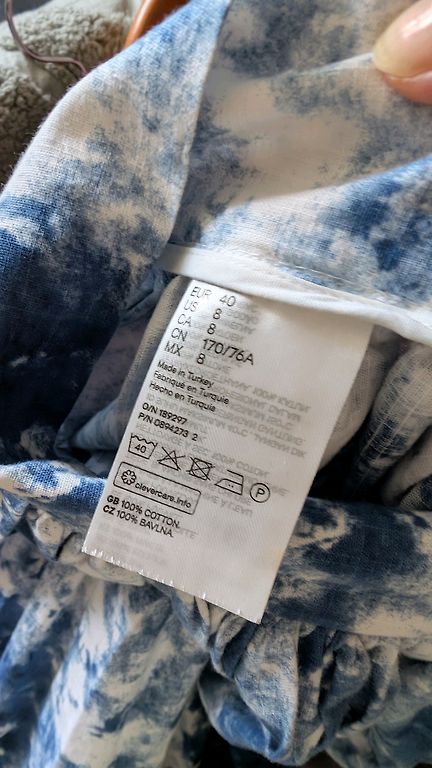 EUR 40
US 8
CA 8
CN 170/76A
MX 8
Made in Turkey
Fabriqué en Turquie
Hecho en Turquia
O/N 189297
P/N 0894273 2
40 P
clevercare.info
GB 100% COTTON.
CZ 100% BAVLNA.